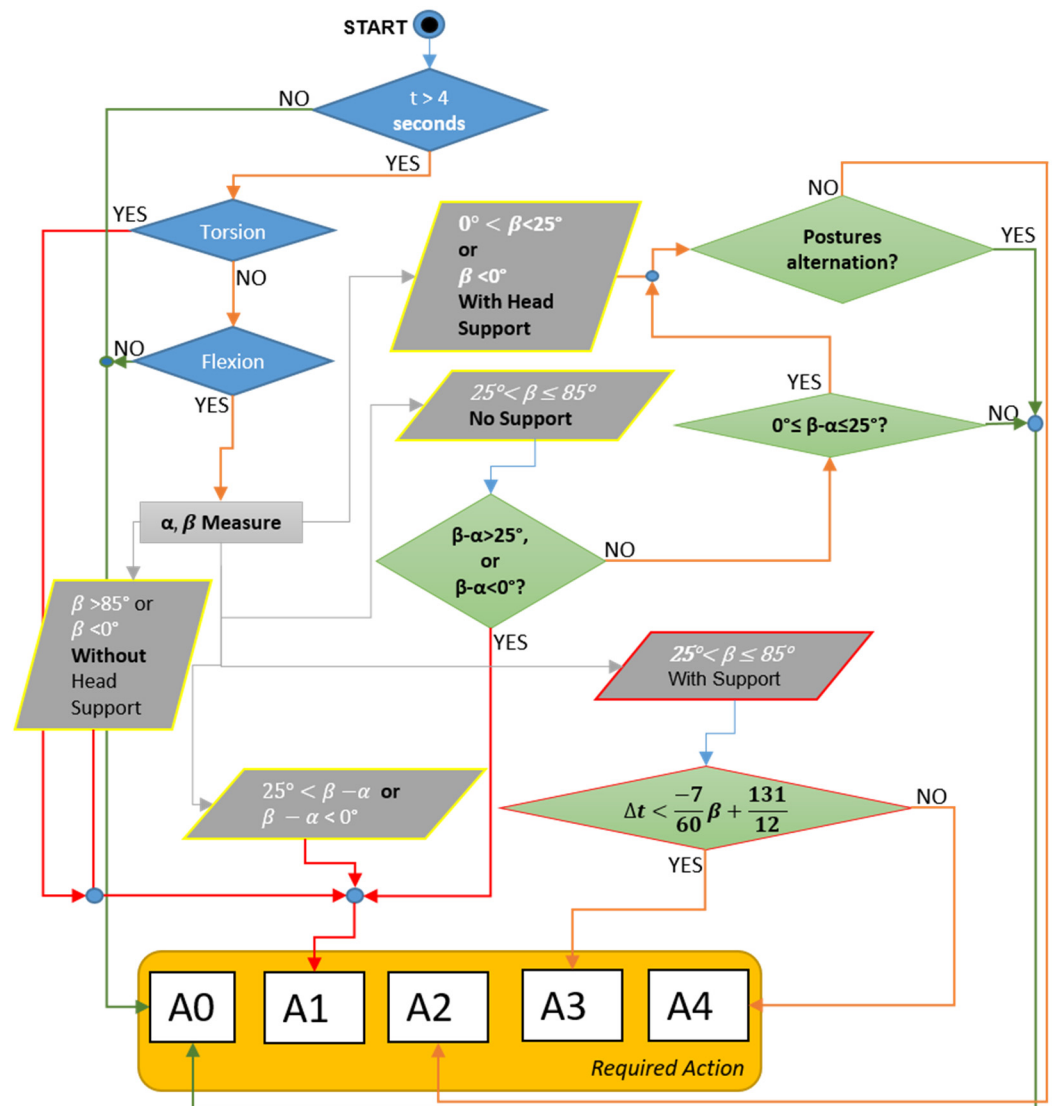 START
NO
t > 4
seconds
YES
YES
Torsion
NO
NO
Flexion
YES
α, β Measure
0° < β<25°
or
β <0°
With Head
Support
NO
Postures
alternation?
YES
25°< β ≤ 85°
No Support
YES
0°≤ β-α≤25°?
NO
β-α>25°,
or
β-α<0°?
NO
YES
β >85° or
β <0°
Without
Head
Support
25°< β ≤ 85°
With Support
25° < β −α or
β − α < 0°
Δt < −7/60 β + 131/12
NO
YES
A0
A1
A2
A3
A4
Required Action